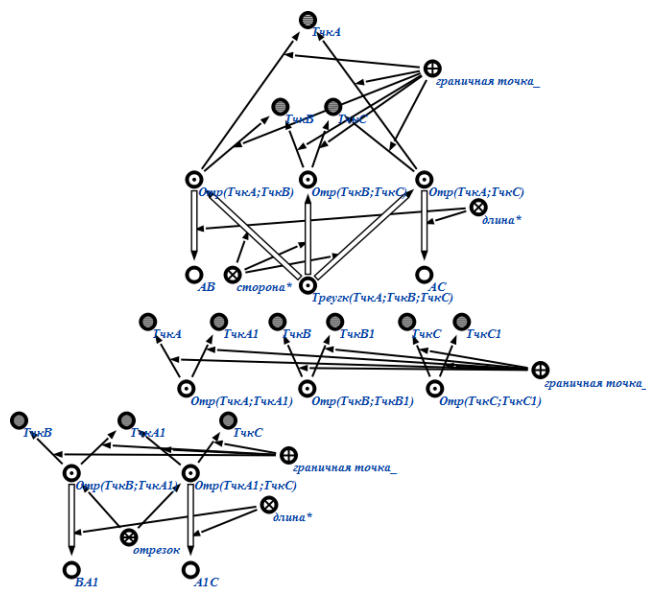 ТчкА
граничная точка_
ТчкВ ТчкС
Отр(ТчкА;ТчкВ) Отр(ТчкВ;ТчкС) Отр(ТчкА;ТчкС)
длина*
АВ сторона* Треугк(ТчкА;ТчкВ;ТчкС) АС
ТчкА ТчкА1 ТчкВ ТчкВ1 ТчкС ТчкС1
граничная точка_
Отр(ТчкА;ТчкА1) Отр(ТчкВ;ТчкВ1) Отр(ТчкС;ТчкС1)
ТчкВ ТчкА1 ТчкС
граничная точка_
Отр(ТчкВ;ТчкА1) Отр(ТчкА1;ТчкС)
длина*
отрезок
ВА1 А1С